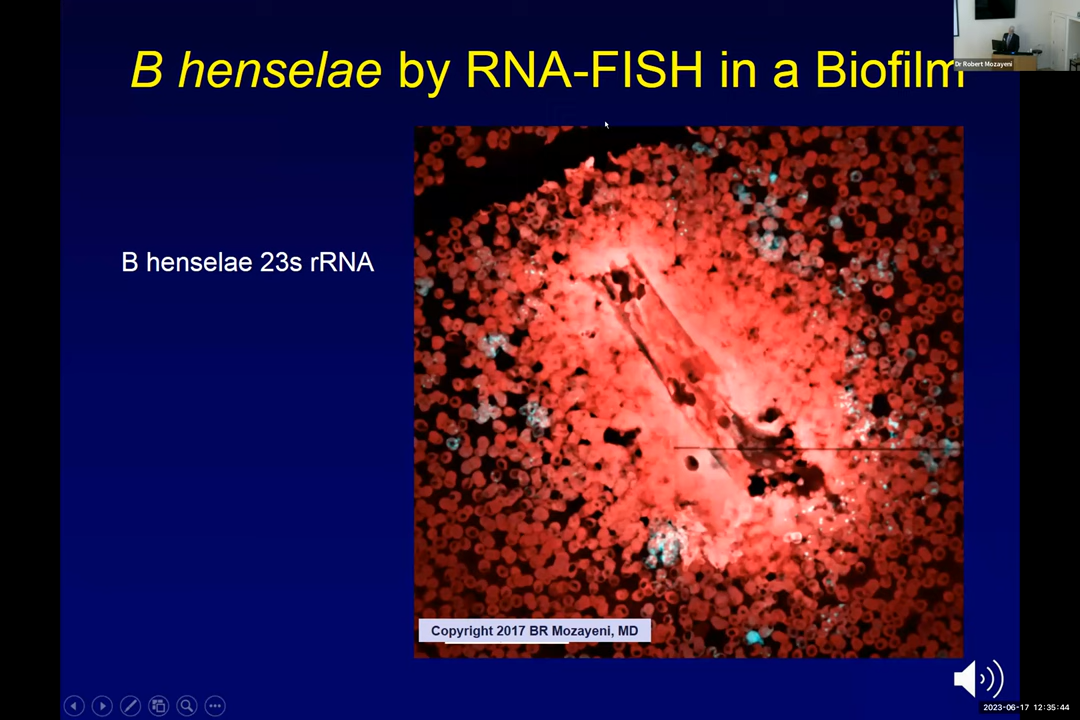 B henselae by RNA-FISH in a Biofilm
Dr Robert Mozayeni
B henselae 23s rRNA
Copyright 2017 BR Mozayeni, MD
2023-06-17 12:35:44